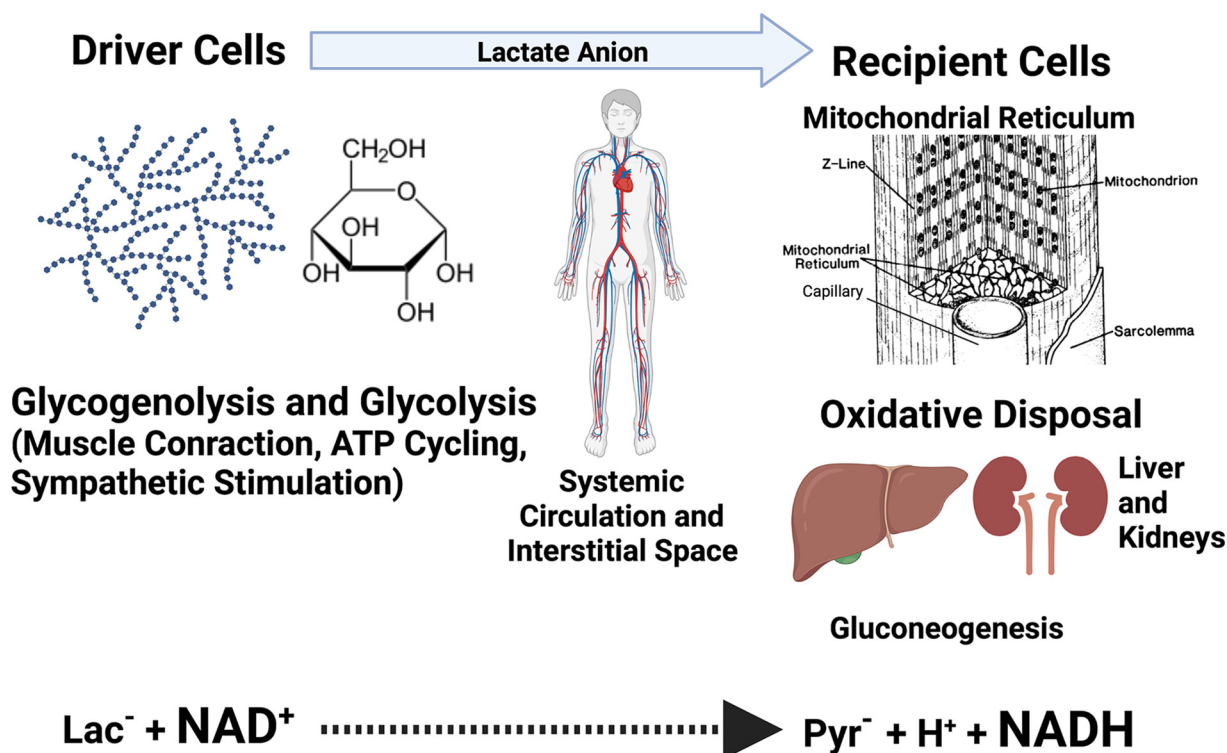 Driver Cells
Lactate Anion
Recipient Cells
Mitochondrial Reticulum
Z-Line
Mitochondrion
Mitochondrial
Reticulum
Capillary
Sarcolemma
CH₂OH
O
OH
OH
OH
OH
Glycogenolysis and Glycolysis
(Muscle Conraction, ATP Cycling,
Sympathetic Stimulation)
Systemic
Circulation and
Interstitial Space
Oxidative Disposal
Liver
and
Kidneys
Gluconeogenesis
Lac⁻ + NAD⁺
Pyr⁻ + H⁺ + NADH